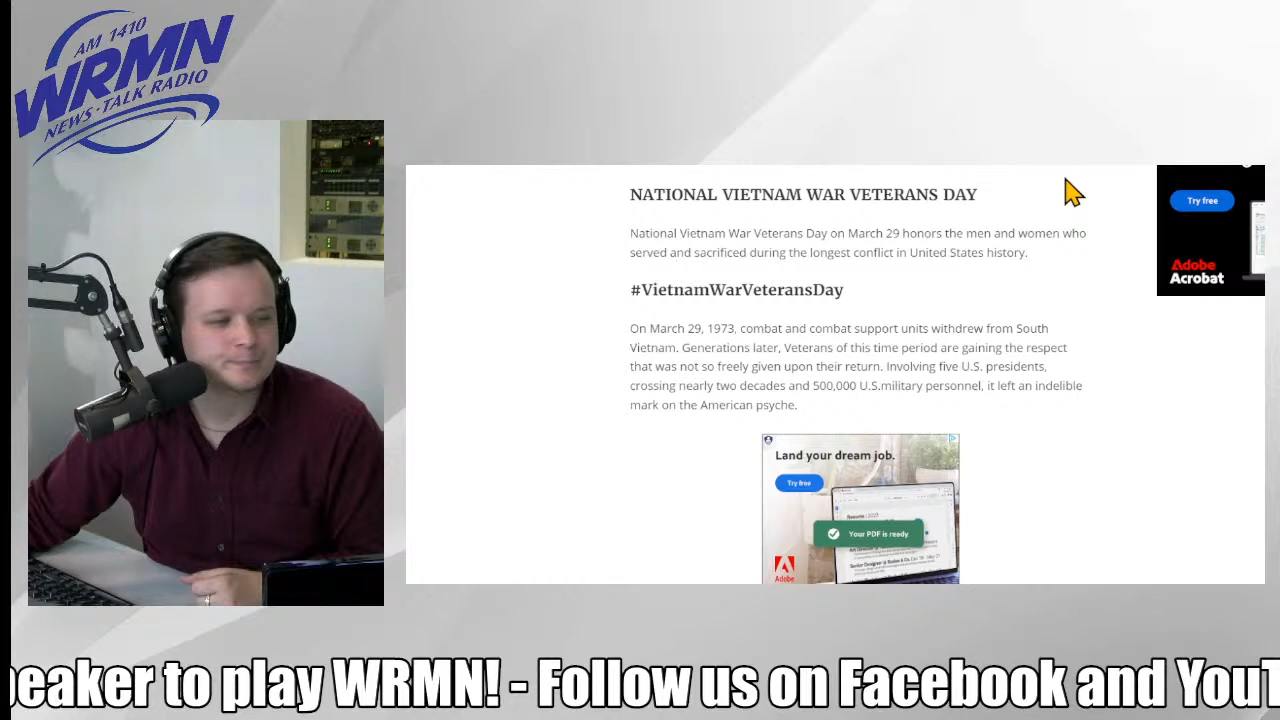 AM 1410
WRMN
NEWS·TALK RADIO
NATIONAL VIETNAM WAR VETERANS DAY
National Vietnam War Veterans Day on March 29 honors the men and women who
served and sacrificed during the longest conflict in United States history.
#VietnamWarVeteransDay
On March 29, 1973, combat and combat support units withdrew from South
Vietnam. Generations later, Veterans of this time period are gaining the respect
that was not so freely given upon their return. Involving five U.S. presidents,
crossing nearly two decades and 500,000 U.S.military personnel, it left an indelible
mark on the American psyche.
Try free
Adobe
Acrobat
Land your dream job.
Try free
Your PDF is ready
Adobe
peaker to play WRMN! - Follow us on Facebook and YouT